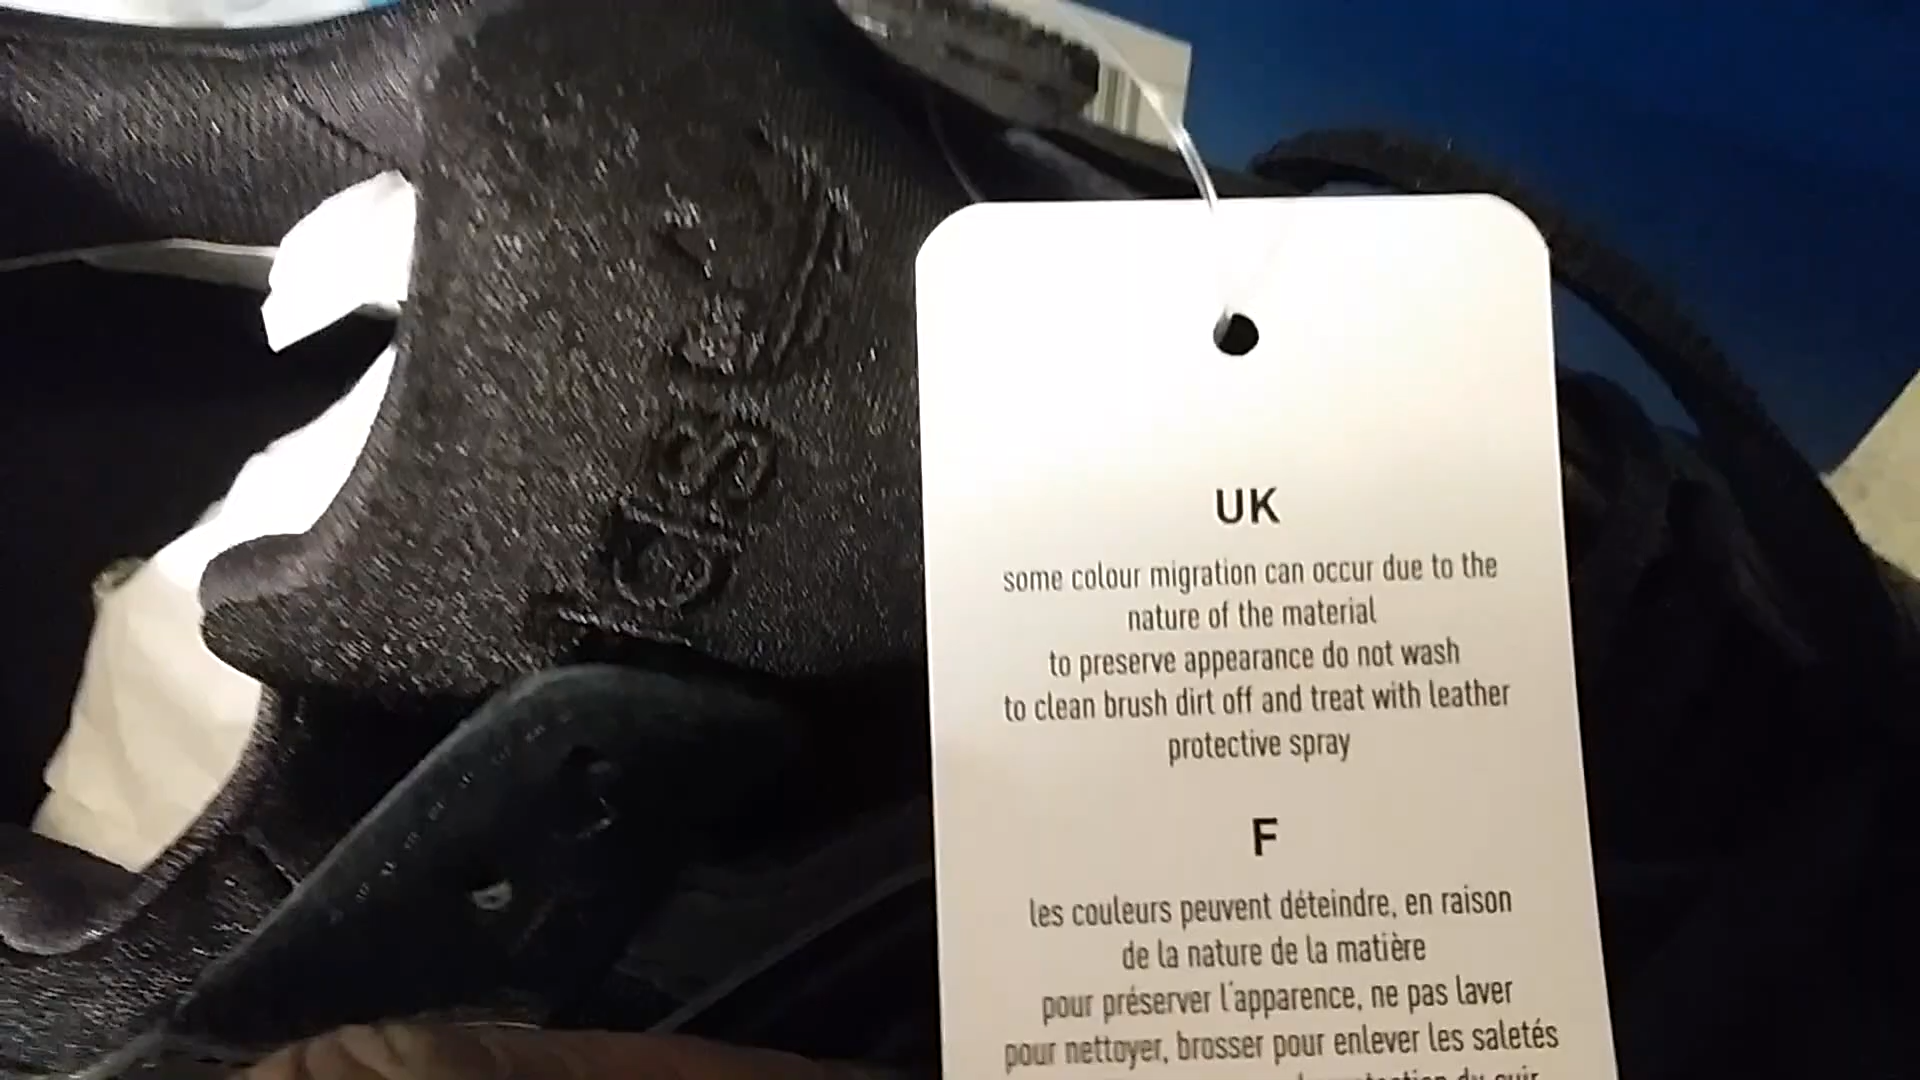 UK
some colour migration can occur due to the
nature of the material
to preserve appearance do not wash
to clean brush dirt off and treat with leather
protective spray
F
les couleurs peuvent déteindre, en raison
de la nature de la matière
pour préserver l'apparence, ne pas laver
pour nettoyer, brosser pour enlever les saletés
du cuir